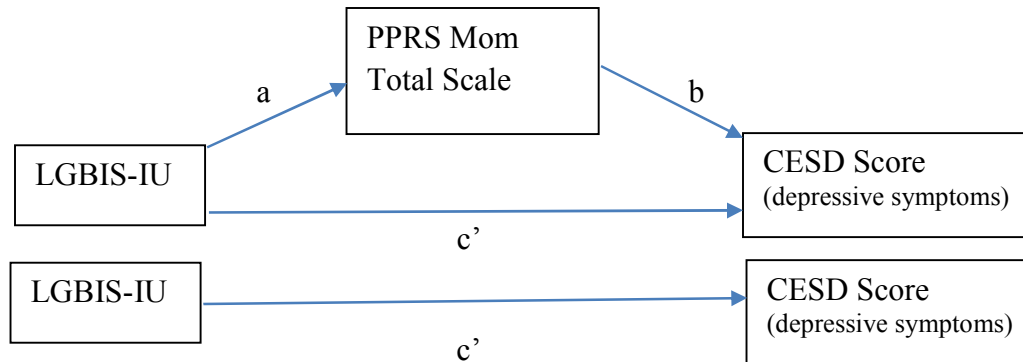 PPRS Mom
Total Scale
a
b
LGBIS-IU
CESD Score
(depressive symptoms)
c’
LGBIS-IU
CESD Score
(depressive symptoms)
c’